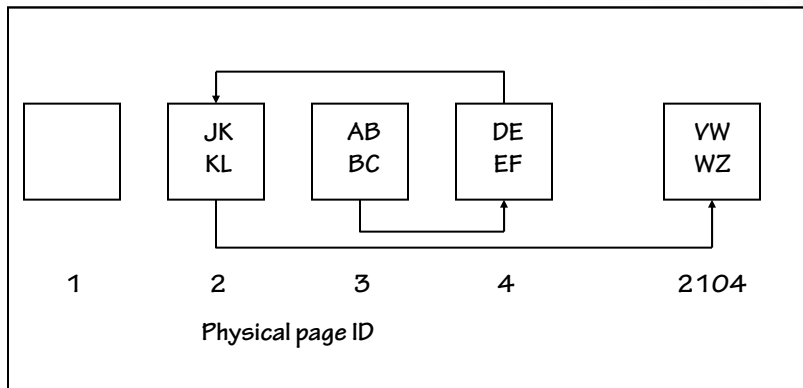 JK AB DE VW
KL BC EF WZ
1 2 3 4 2104
Physical page ID